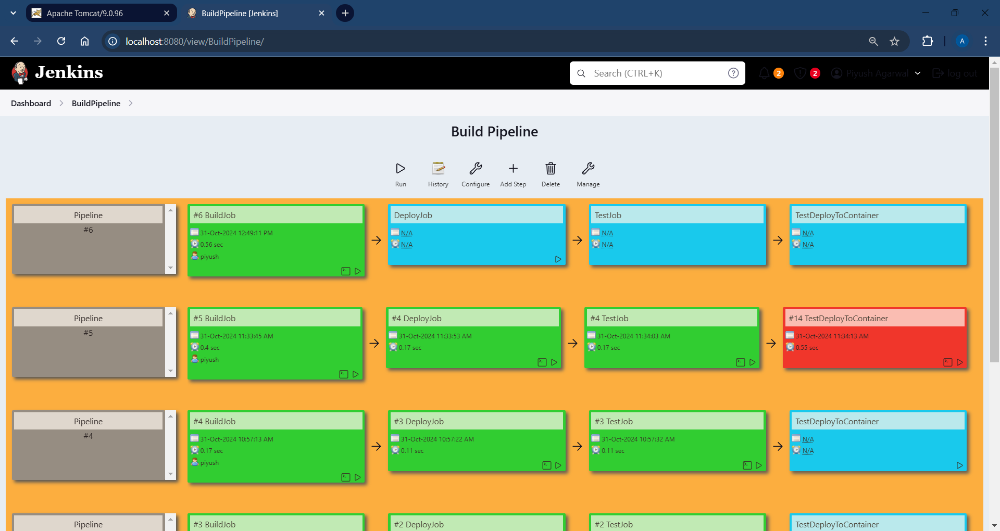 Apache Tomcat/9.0.96
BuildPipeline [Jenkins]
localhost:8080/view/BuildPipeline/
A
Jenkins
Search (CTRL+K)
2
2
Piyush Agarwal
log out
Dashboard
BuildPipeline
Build Pipeline
Run
History
Configure
Add Step
Delete
Manage
Pipeline
#6
#6 BuildJob
31-Oct-2024 12:49:11 PM
0.56 sec
piyush
DeployJob
N/A
N/A
TestJob
N/A
N/A
TestDeployToContainer
N/A
N/A
Pipeline
#5
#5 BuildJob
31-Oct-2024 11:33:45 AM
0.4 sec
piyush
#4 DeployJob
31-Oct-2024 11:33:53 AM
0.17 sec
#4 TestJob
31-Oct-2024 11:34:03 AM
0.17 sec
#14 TestDeployToContainer
31-Oct-2024 11:34:13 AM
0.55 sec
Pipeline
#4
#4 BuildJob
31-Oct-2024 10:57:13 AM
0.17 sec
piyush
#3 DeployJob
31-Oct-2024 10:57:22 AM
0.11 sec
#3 TestJob
31-Oct-2024 10:57:32 AM
0.11 sec
TestDeployToContainer
N/A
N/A
Pipeline
#3 BuildJob
#2 DeployJob
#2 TestJob
TestDeployToContainer